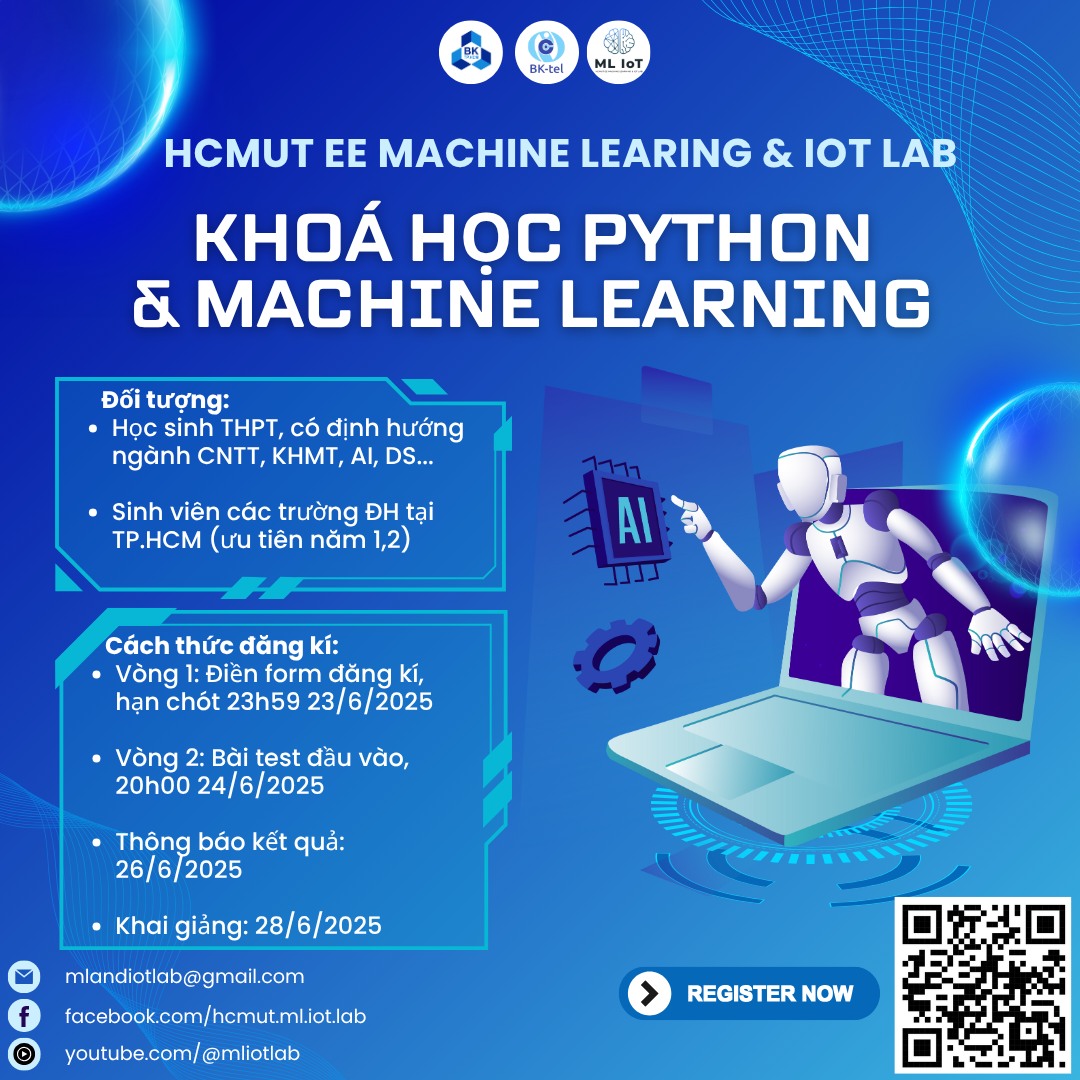 BK
TP.HCM
BK-tel
ML IoT
HCMUT EE MACHINE LEARING & IOT LAB
KHOÁ HỌC PYTHON
& MACHINE LEARNING
Đối tượng:
• Học sinh THPT, có định hướng
ngành CNTT, KHMT, AI, DS...
• Sinh viên các trường ĐH tại
TP.HCM (ưu tiên năm 1,2)
AI
Cách thức đăng kí:
• Vòng 1: Điền form đăng kí,
hạn chót 23h59 23/6/2025
• Vòng 2: Bài test đầu vào,
20h00 24/6/2025
• Thông báo kết quả:
26/6/2025
• Khai giảng: 28/6/2025
mlandiotlab@gmail.com
facebook.com/hcmut.ml.iot.lab
youtube.com/@mliotlab
REGISTER NOW